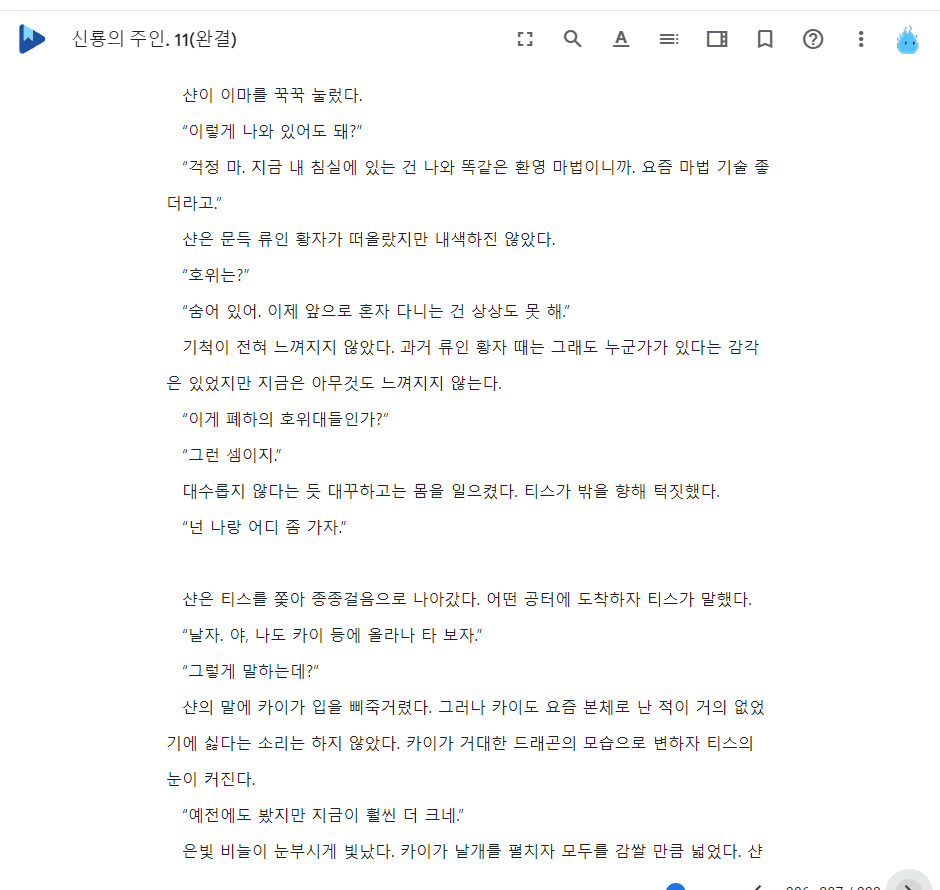 신룡의 주인. 11(완결)
샨이 이마를 꾹꾹 눌렀다.
“이렇게 나와 있어도 돼?”
“걱정 마. 지금 내 침실에 있는 건 나와 똑같은 환영 마법이니까. 요즘 마법 기술 좋
더라고.”
샨은 문득 류인 황자가 떠올랐지만 내색하진 않았다.
“호위는?”
“숨어 있어. 이제 앞으로 혼자 다니는 건 상상도 못 해.”
기척이 전혀 느껴지지 않았다. 과거 류인 황자 때는 그래도 누군가가 있다는 감각
은 있었지만 지금은 아무것도 느껴지지 않는다.
“이게 폐하의 호위대들인가?”
“그런 셈이지.”
대수롭지 않다는 듯 대꾸하고는 몸을 일으켰다. 티스가 밖을 향해 턱짓했다.
“넌 나랑 어디 좀 가자.”
샨은 티스를 쫓아 종종걸음으로 나아갔다. 어떤 공터에 도착하자 티스가 말했다.
“날자. 야, 나도 카이 등에 올라나 타 보자.”
“그렇게 말하는데?”
샨의 말에 카이가 입을 삐죽거렸다. 그러나 카이도 요즘 본체로 난 적이 거의 없었
기에 싫다는 소리는 하지 않았다. 카이가 거대한 드래곤의 모습으로 변하자 티스의
눈이 커진다.
“예전에도 봤지만 지금이 훨씬 더 크네.”
은빛 비늘이 눈부시게 빛났다. 카이가 날개를 펼치자 모두를 감쌀 만큼 넓었다. 샨